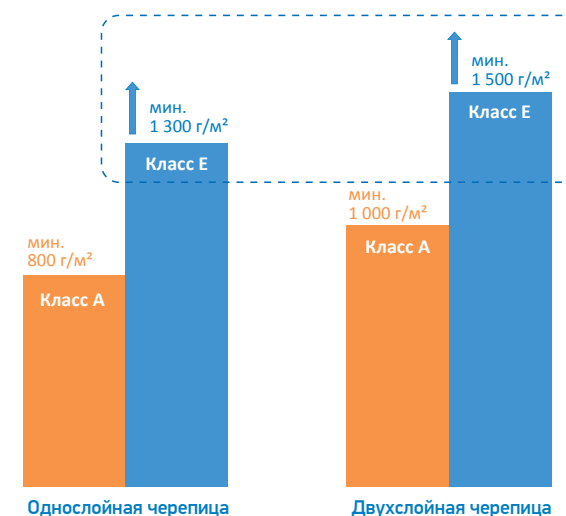 мин.
1 300 г/м²
Класс Е
мин.
800 г/м²
Класс А
Однослойная черепица
мин.
1 500 г/м²
Класс Е
мин.
1 000 г/м²
Класс А
Двухслойная черепица